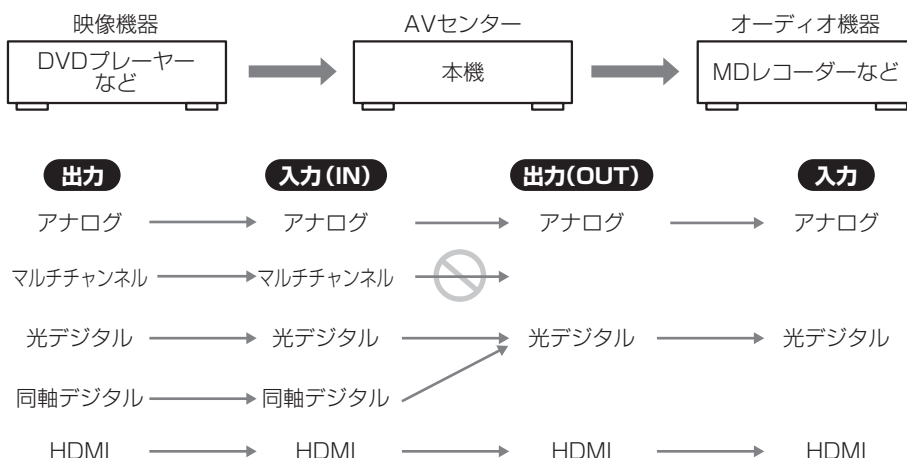 映像機器
AVセンター
オーディオ機器
DVDプレーヤー
など
本機
MDレコーダーなど
出力
入力(IN)
出力(OUT)
入力
アナログ
アナログ
アナログ
アナログ
マルチチャンネル
マルチチャンネル
光デジタル
光デジタル
光デジタル
光デジタル
同軸デジタル
同軸デジタル
HDMI
HDMI
HDMI
HDMI